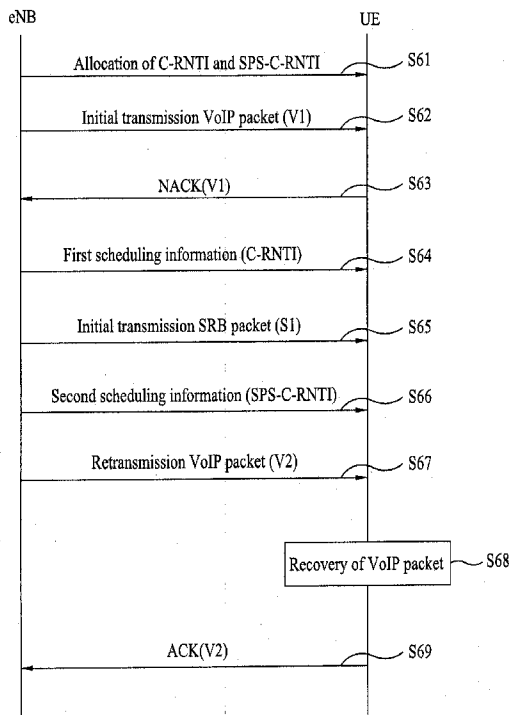 eNB
UE
Allocation of C-RNTI and SPS-C-RNTI
S61
Initial transmission VoIP packet (V1)
S62
NACK(V1)
S63
First scheduling information (C-RNTI)
S64
Initial transmission SRB packet (S1)
S65
Second scheduling information (SPS-C-RNTI)
S66
Retransmission VoIP packet (V2)
S67
Recovery of VoIP packet
S68
ACK(V2)
S69